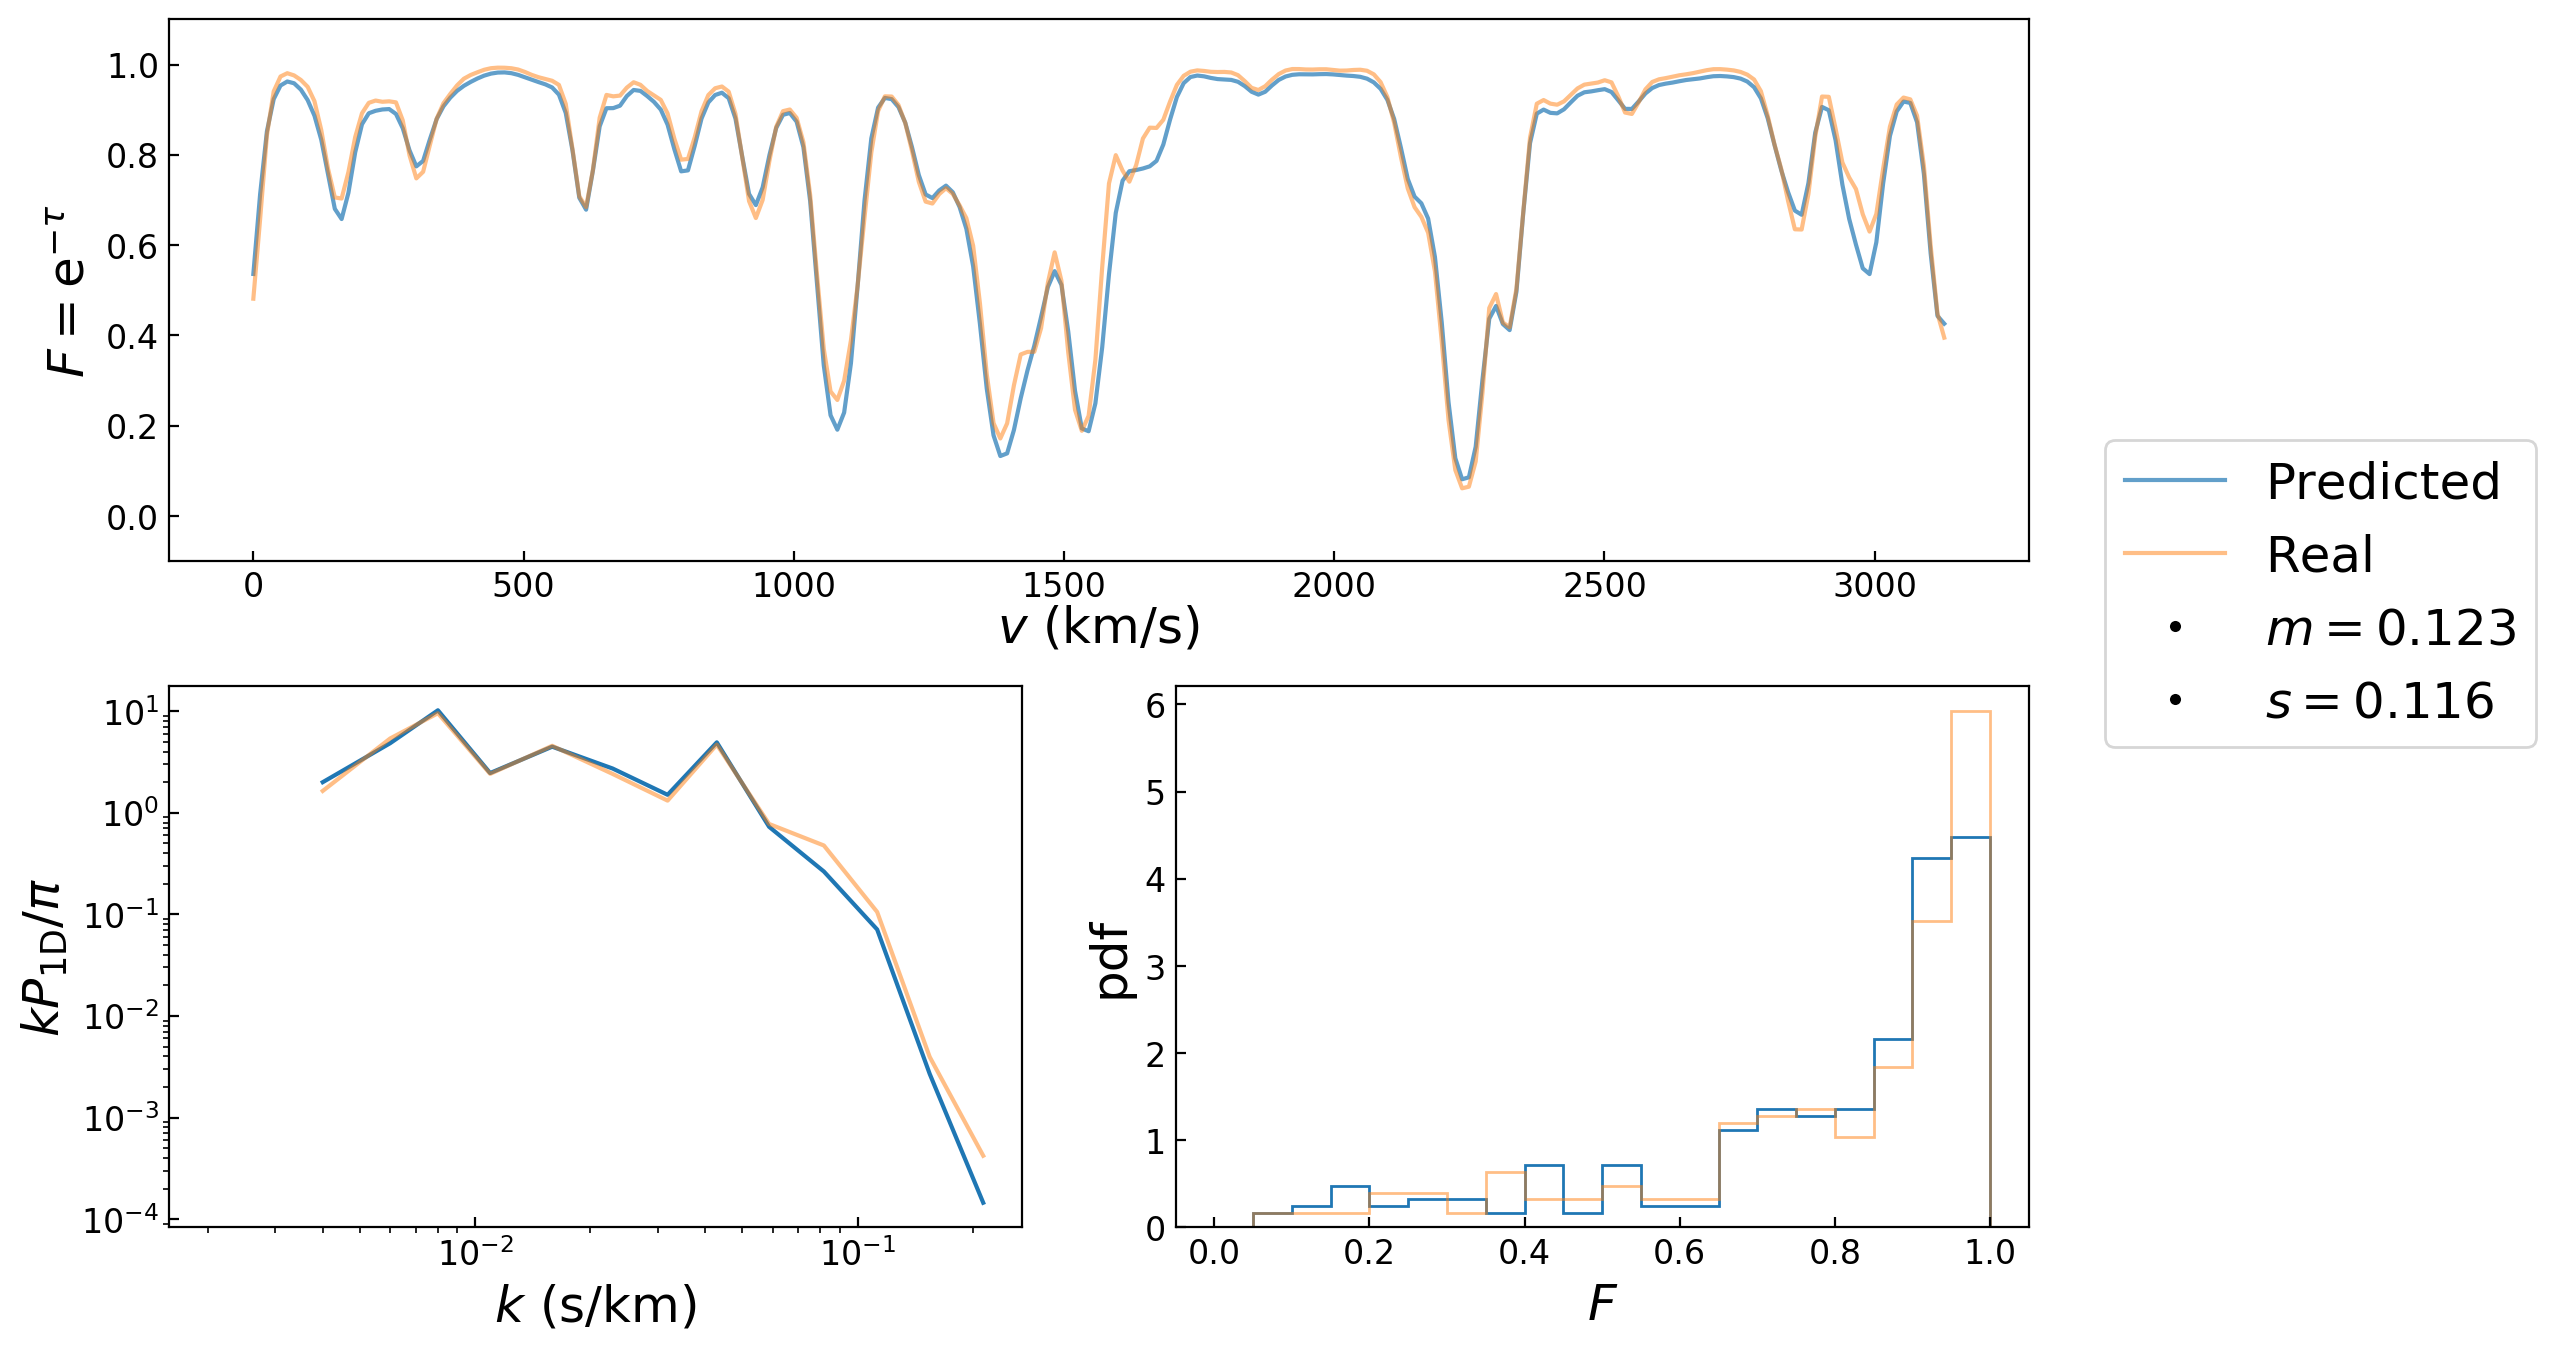 1.0
0.8
0.6
0.4
0.2
0.0
F = e^{−τ}
0 500 1000 1500 2000 2500 3000
v (km/s)
Predicted
Real
m = 0.123
s = 0.116
10^1
10^0
10^{−1}
10^{−2}
10^{−3}
10^{−4}
kP_{1D}/π
10^{−2} 10^{−1}
k (s/km)
6
5
4
3
2
1
0
pdf
0.0 0.2 0.4 0.6 0.8 1.0
F